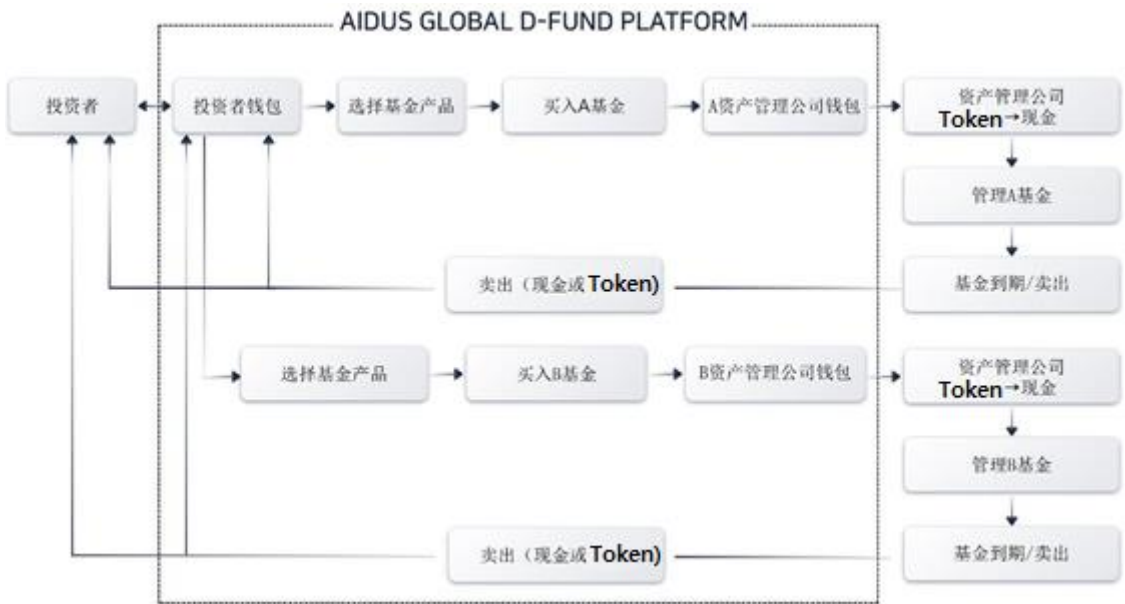 AIDUS GLOBAL D-FUND PLATFORM
投资者
投资者钱包
选择基金产品
买入A基金
A资产管理公司钱包
资产管理公司
Token→现金
管理A基金
卖出（现金或Token)
基金到期/卖出
选择基金产品
买入B基金
B资产管理公司钱包
资产管理公司
Token→现金
管理B基金
卖出（现金或Token)
基金到期/卖出